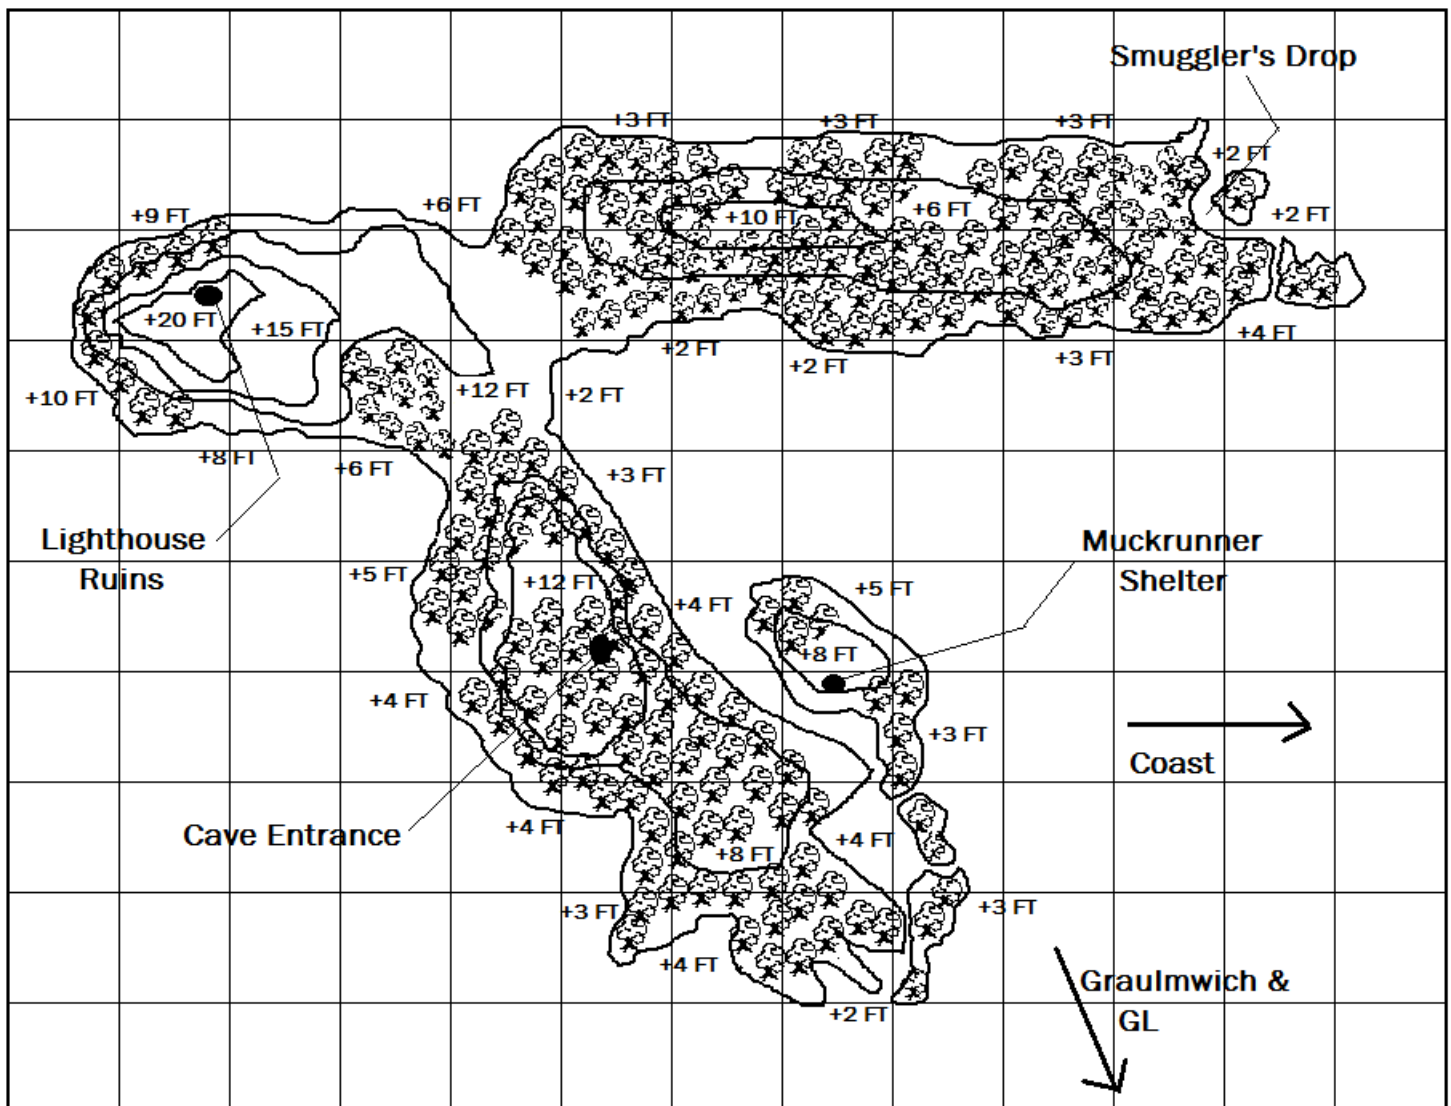 Smuggler's Drop
+3 FT
+3 FT
+3 FT
+2 FT
+9 FT
+6 FT
+10 FT
+6 FT
+2 FT
+20 FT
+15 FT
+4 FT
+2 FT
+2 FT
+3 FT
+10 FT
+12 FT
+2 FT
+8 FT
+6 FT
+3 FT
Lighthouse
Ruins
Muckrunner
Shelter
+5 FT
+12 FT
+4 FT
+5 FT
+8 FT
+4 FT
+3 FT
Coast
Cave Entrance
+4 FT
+4 FT
+8 FT
+3 FT
+3 FT
+4 FT
Graulmwich &
GL
+2 FT